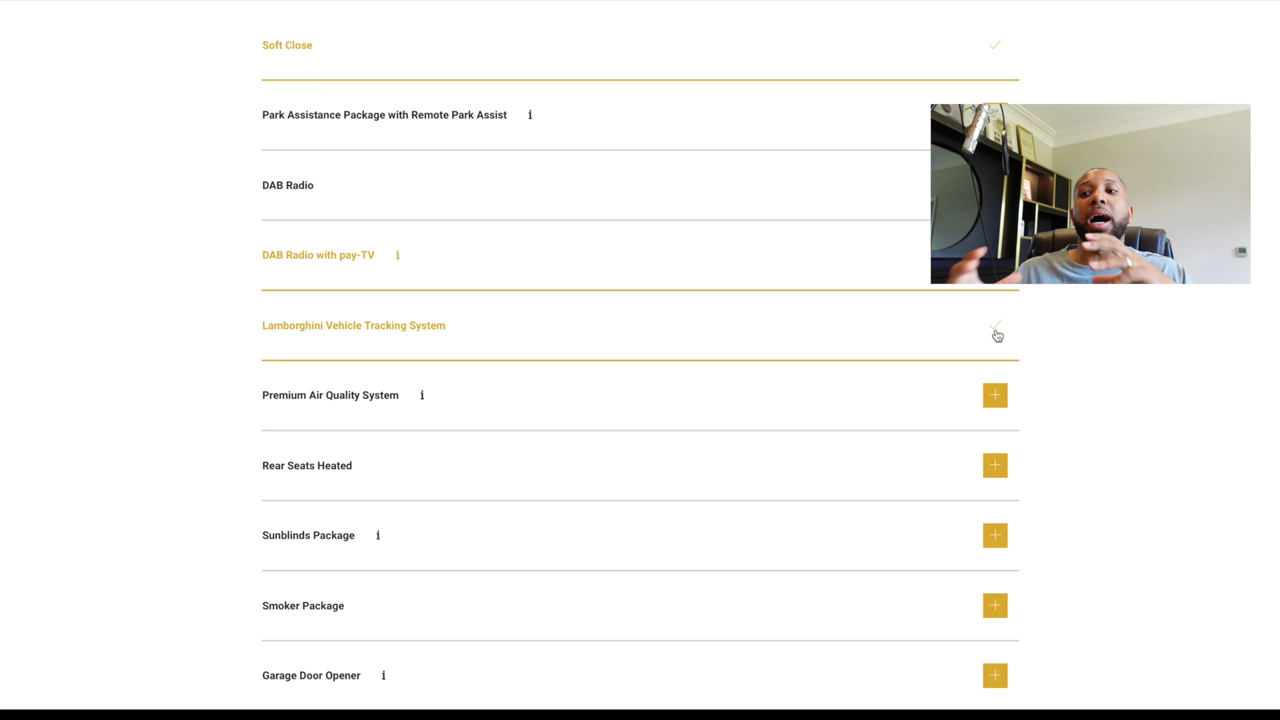 Soft Close
Park Assistance Package with Remote Park Assist i
DAB Radio
DAB Radio with pay-TV i
Lamborghini Vehicle Tracking System
Premium Air Quality System i
Rear Seats Heated
Sunblinds Package i
Smoker Package
Garage Door Opener i